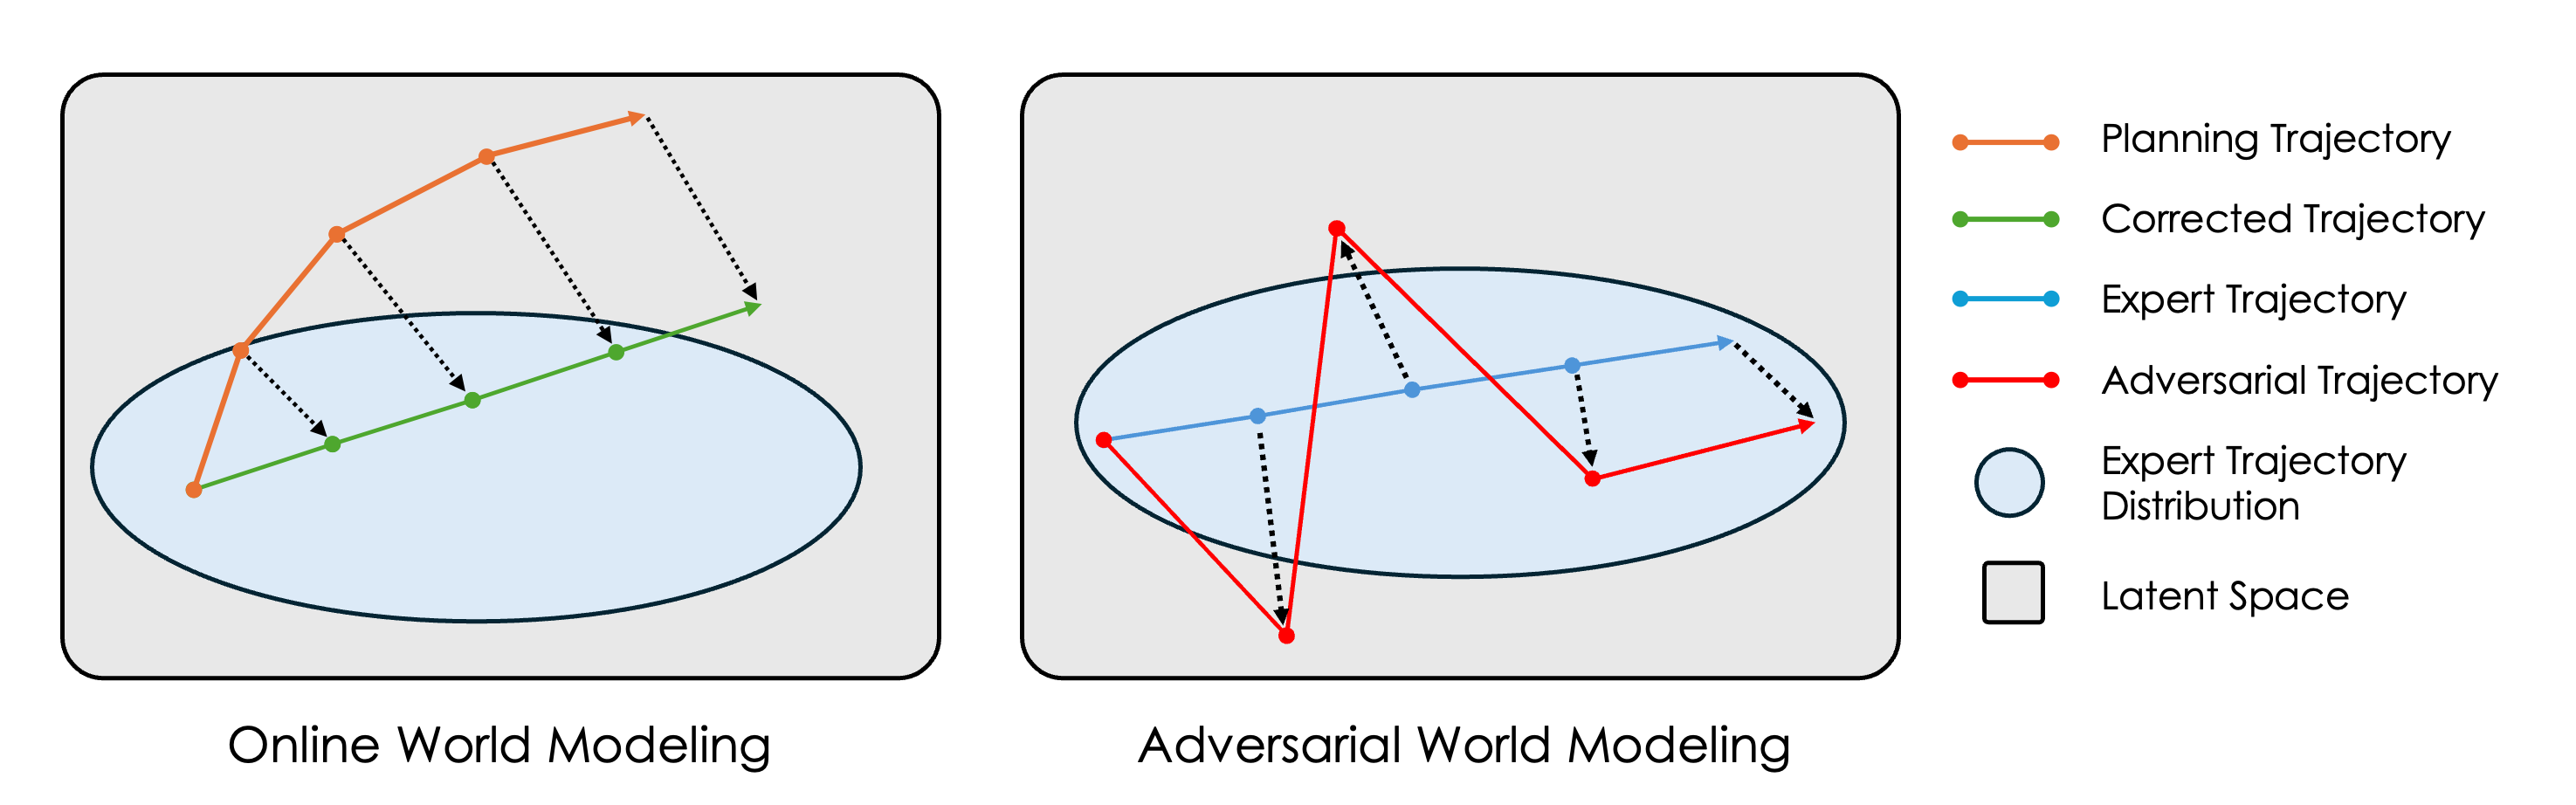 Online World Modeling
Adversarial World Modeling
Planning Trajectory
Corrected Trajectory
Expert Trajectory
Adversarial Trajectory
Expert Trajectory
Distribution
Latent Space